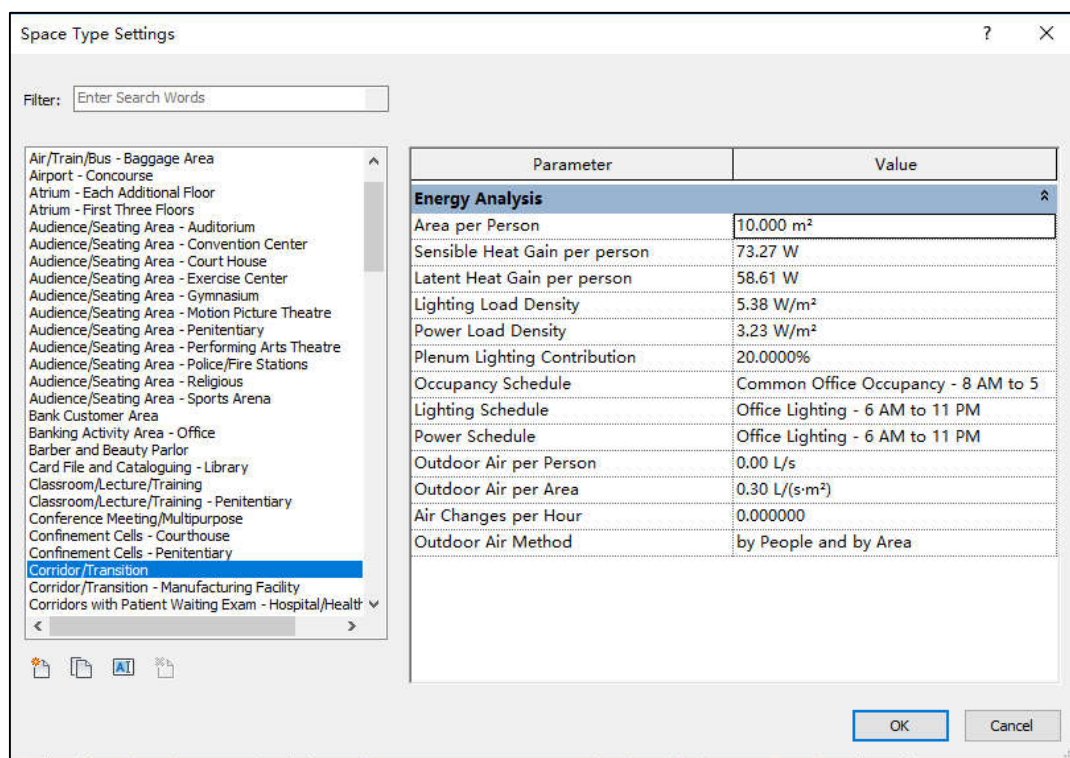 Space Type Settings
? ×
Filter: Enter Search Words
Air/Train/Bus - Baggage Area
Airport - Concourse
Atrium - Each Additional Floor
Atrium - First Three Floors
Audience/Seating Area - Auditorium
Audience/Seating Area - Convention Center
Audience/Seating Area - Court House
Audience/Seating Area - Exercise Center
Audience/Seating Area - Gymnasium
Audience/Seating Area - Motion Picture Theatre
Audience/Seating Area - Penitentiary
Audience/Seating Area - Performing Arts Theatre
Audience/Seating Area - Police/Fire Stations
Audience/Seating Area - Religious
Audience/Seating Area - Sports Arena
Bank Customer Area
Banking Activity Area - Office
Barber and Beauty Parlor
Card File and Cataloguing - Library
Classroom/Lecture/Training
Classroom/Lecture/Training - Penitentiary
Conference Meeting/Multipurpose
Confinement Cells - Courthouse
Confinement Cells - Penitentiary
Corridor/Transition
Corridor/Transition - Manufacturing Facility
Corridors with Patient Waiting Exam - Hospital/Healt
Parameter Value
Energy Analysis
Area per Person 10.000 m²
Sensible Heat Gain per person 73.27 W
Latent Heat Gain per person 58.61 W
Lighting Load Density 5.38 W/m²
Power Load Density 3.23 W/m²
Plenum Lighting Contribution 20.0000%
Occupancy Schedule Common Office Occupancy - 8 AM to 5
Lighting Schedule Office Lighting - 6 AM to 11 PM
Power Schedule Office Lighting - 6 AM to 11 PM
Outdoor Air per Person 0.00 L/s
Outdoor Air per Area 0.30 L/(s·m²)
Air Changes per Hour 0.000000
Outdoor Air Method by People and by Area
AI
OK Cancel